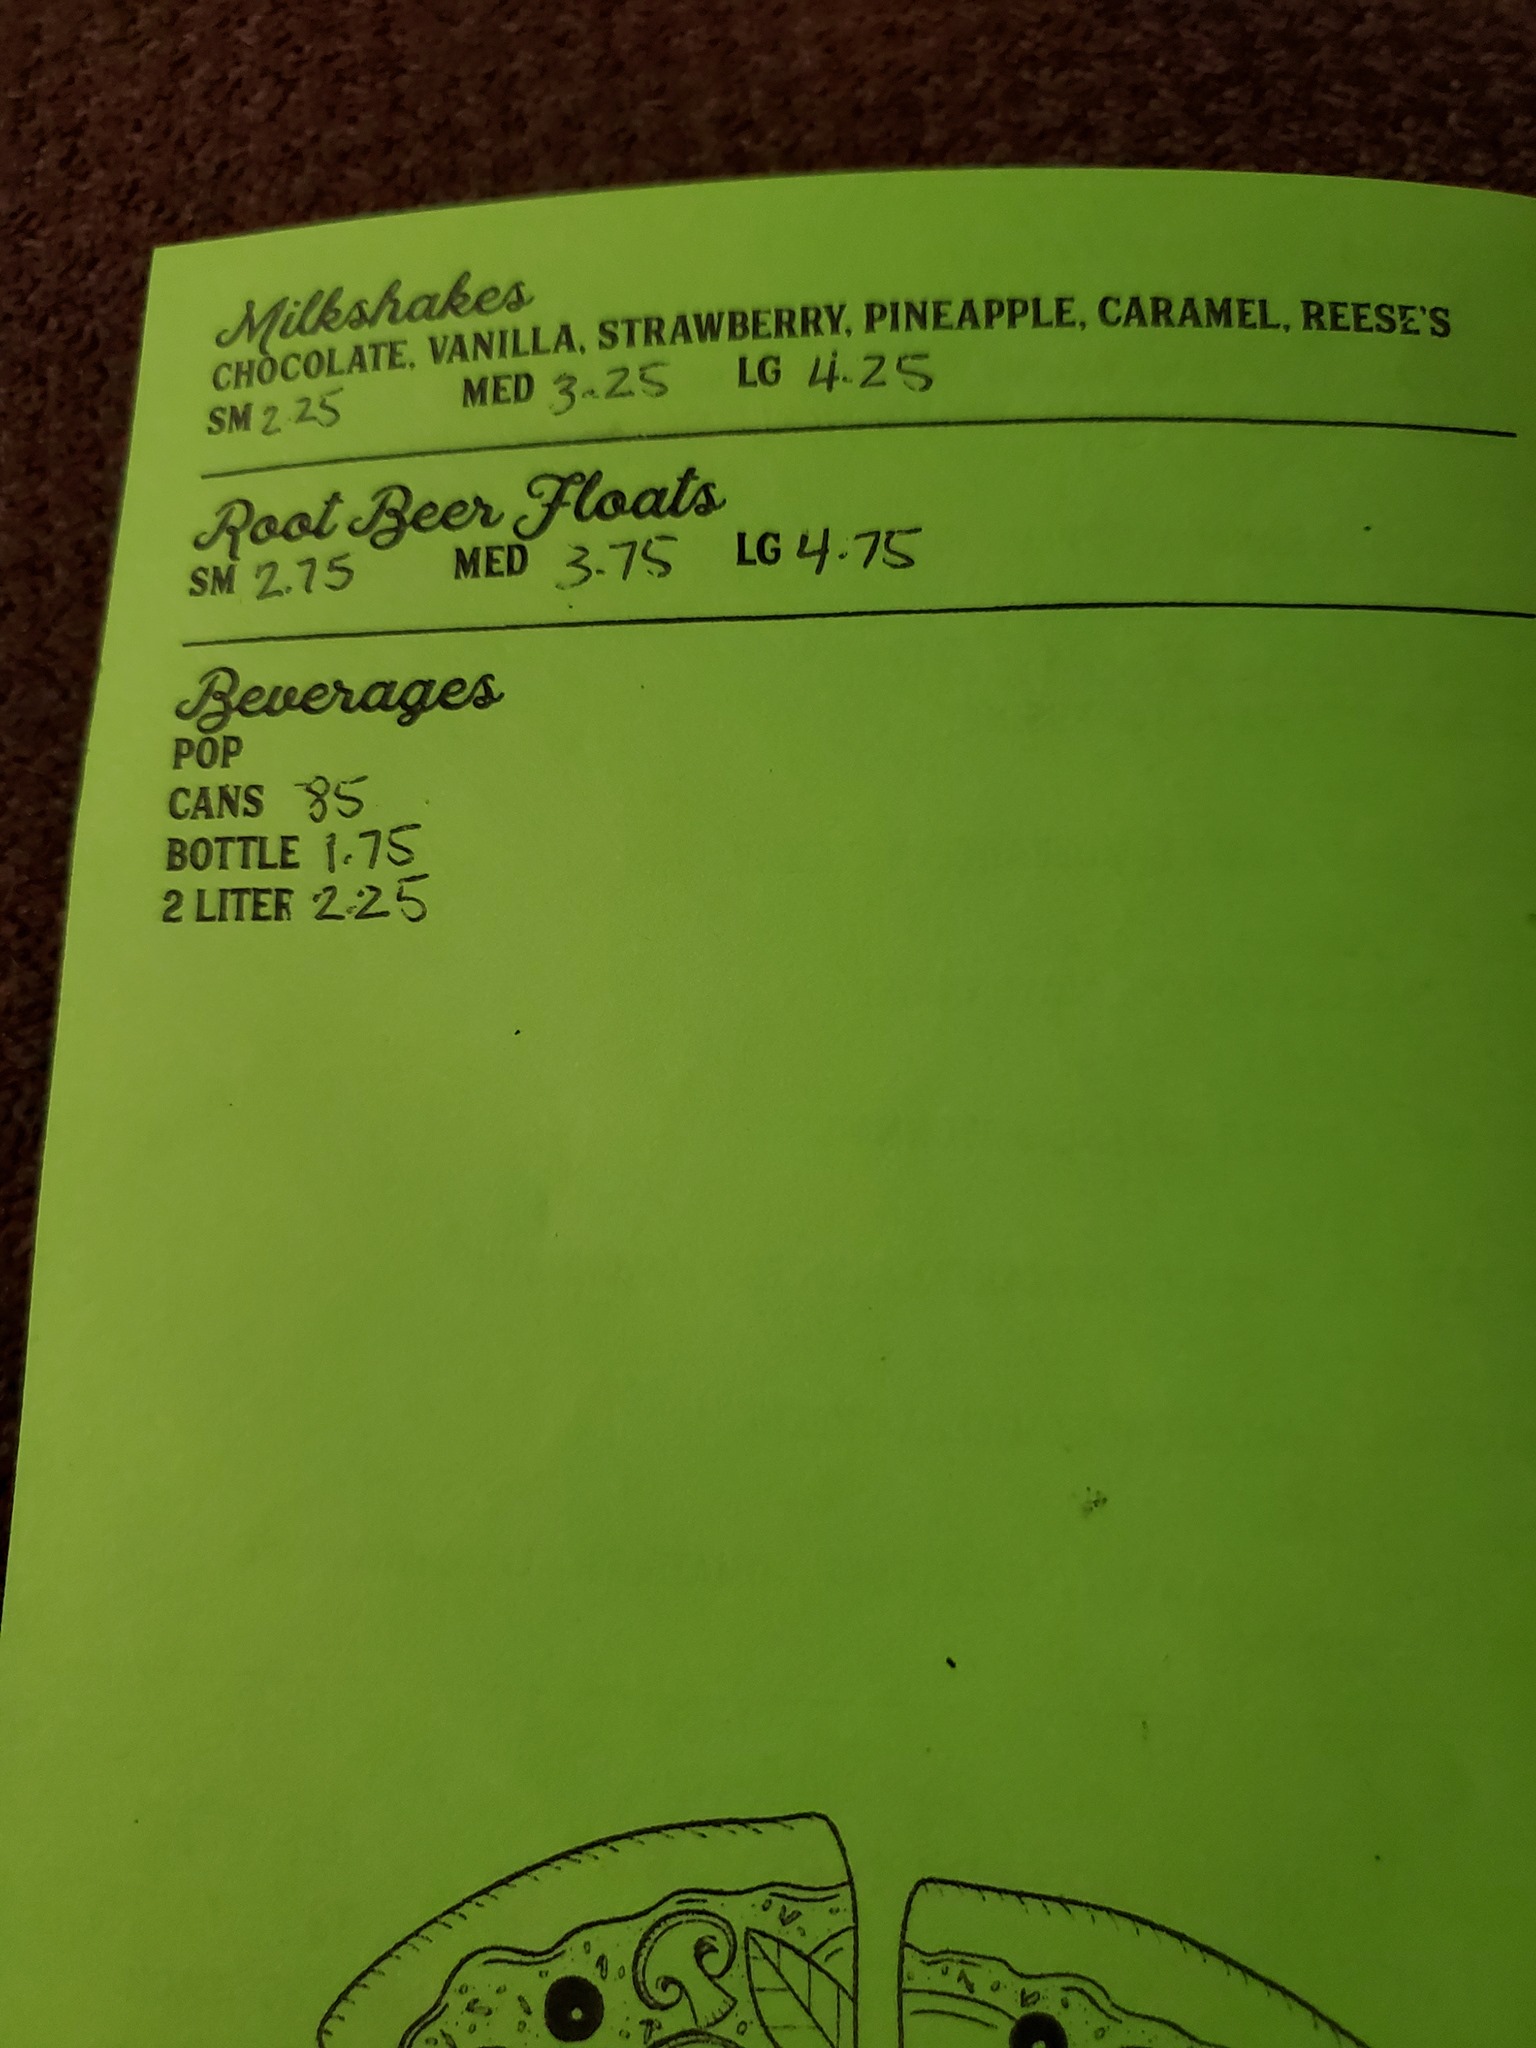 Milkshakes
CHOCOLATE, VANILLA, STRAWBERRY, PINEAPPLE, CARAMEL, REESE'S
SM 2.25 MED 3.25 LG 4.25
Root Beer Floats
SM 2.75 MED 3.75 LG 4.75
Beverages
POP
CANS 85
BOTTLE 1.75
2 LITER 2.25